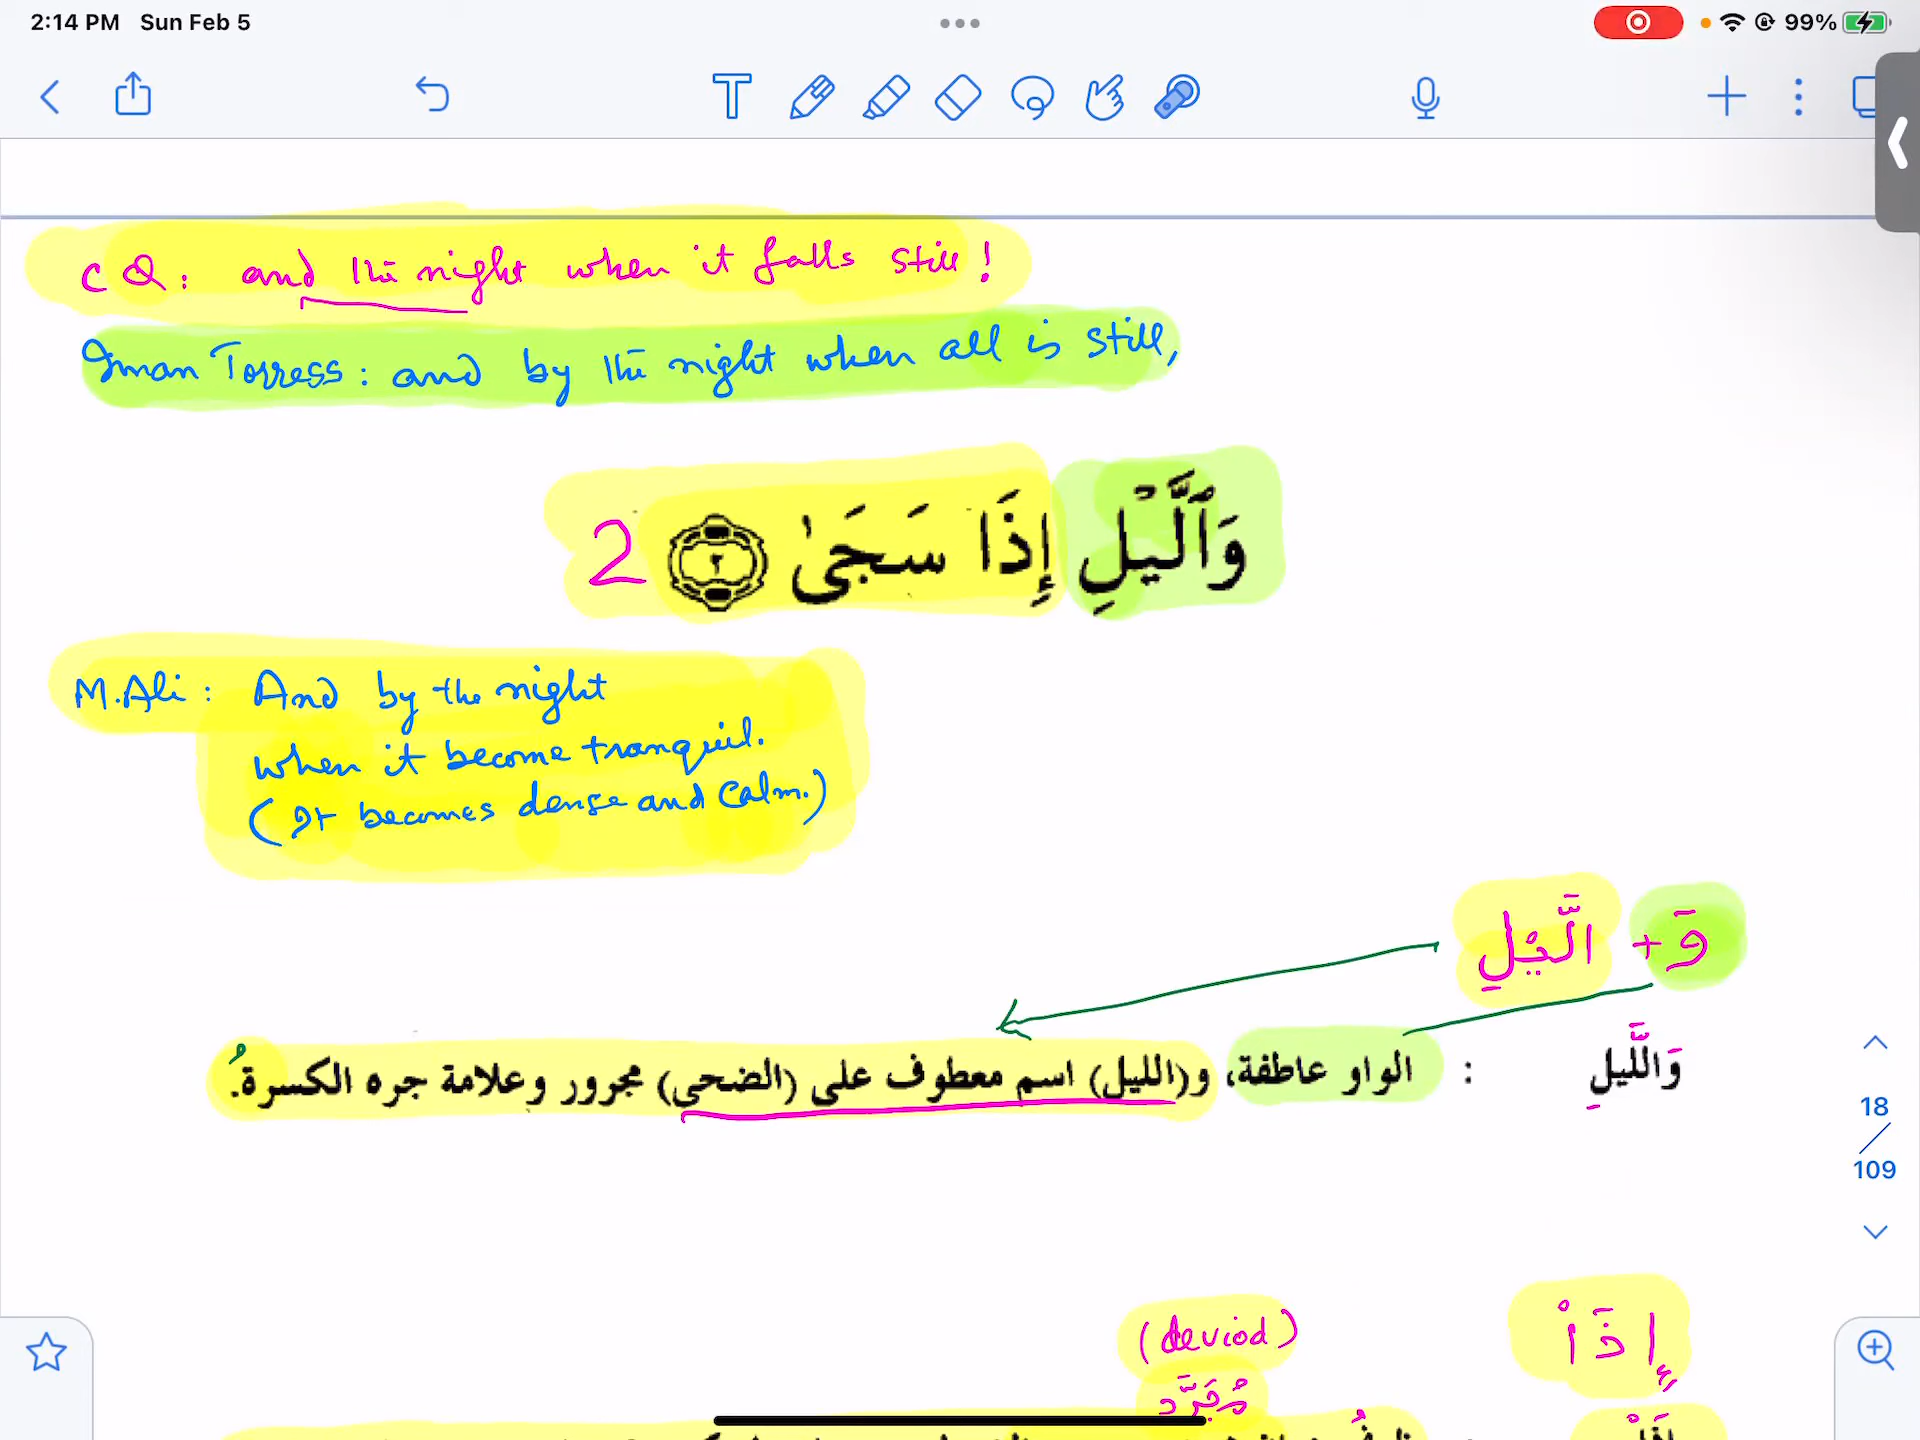 2:14 PM Sun Feb 5
99%
CQ: and the night when it falls still!
Iman Torress: and by the night when all is still,
وَٱلَّيْلِ إِذَا سَجَىٰ ٢ 2
M.Ali: And by the night
when it become tranquil.
(It becomes dense and calm.)
وَ + الَّيْلِ
وَاللَّيلِ : الواو عاطفة، و(الليل) اسم معطوف على (الضحى) مجرور وعلامة جره الكسرةُ.
18
/
109
(deviod)
إِذَاْ
مُجَرَّد